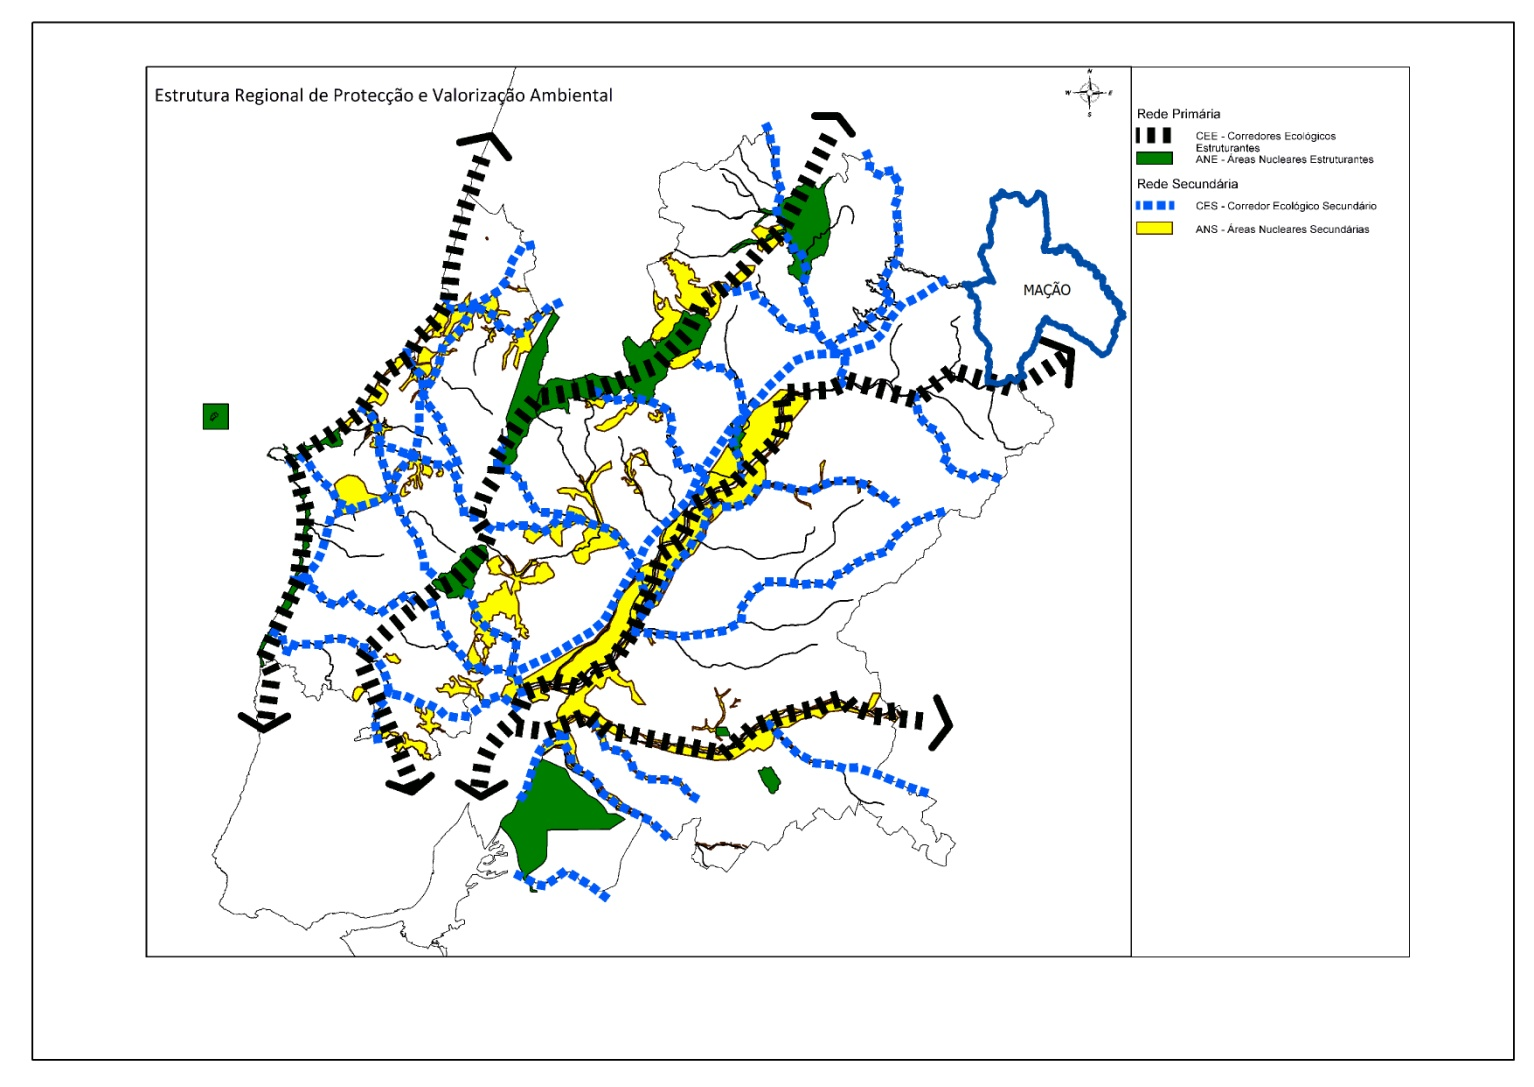 Estrutura Regional de Protecção e Valorização Ambiental
N
W
E
S
MAÇÃO
Rede Primária
CEE - Corredores Ecológicos
Estruturantes
ANE - Áreas Nucleares Estruturantes
Rede Secundária
CES - Corredor Ecológico Secundário
ANS - Áreas Nucleares Secundárias